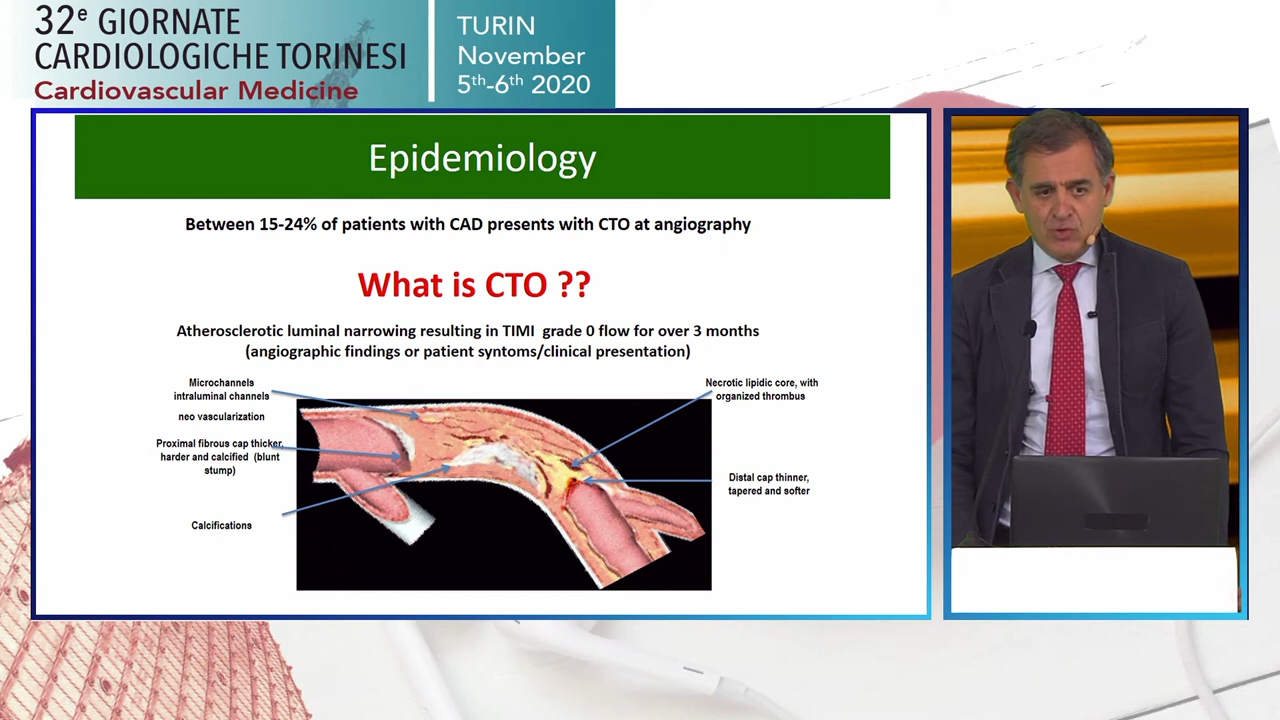 32e GIORNATE
CARDIOLOGICHE TORINESI
Cardiovascular Medicine
TURIN
November
5th-6th 2020
Epidemiology
Between 15-24% of patients with CAD presents with CTO at angiography
What is CTO ??
Atherosclerotic luminal narrowing resulting in TIMI grade 0 flow for over 3 months
(angiographic findings or patient syntoms/clinical presentation)
Microchannels
intraluminal channels
neo vascularization
Proximal fibrous cap thicker,
harder and calcified (blunt
stump)
Calcifications
Necrotic lipidic core, with
organized thrombus
Distal cap thinner,
tapered and softer